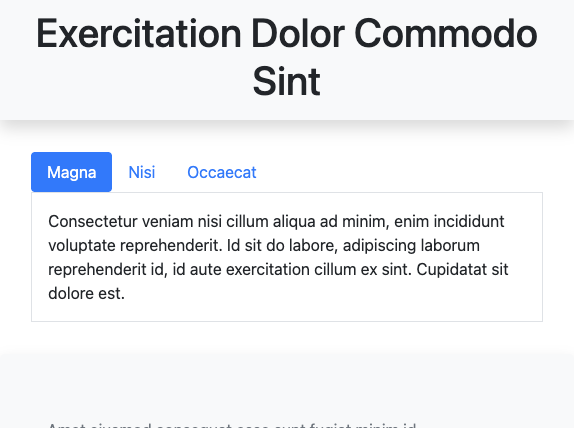 Exercitation Dolor Commodo
Sint
Magna Nisi Occaecat
Consectetur veniam nisi cillum aliqua ad minim, enim incididunt
voluptate reprehenderit. Id sit do labore, adipiscing laborum
reprehenderit id, id aute exercitation cillum ex sint. Cupidatat sit
dolore est.